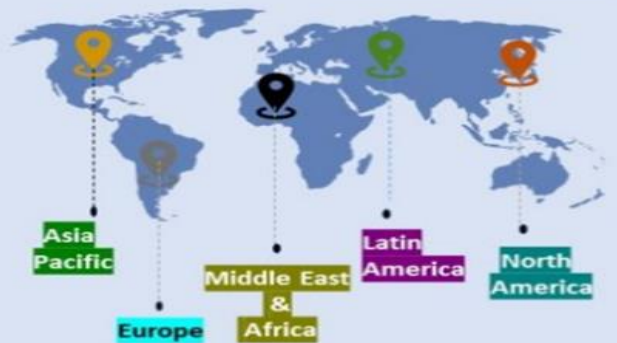 Asia
Pacific
Europe
Middle East
&
Africa
Latin
America
North
America